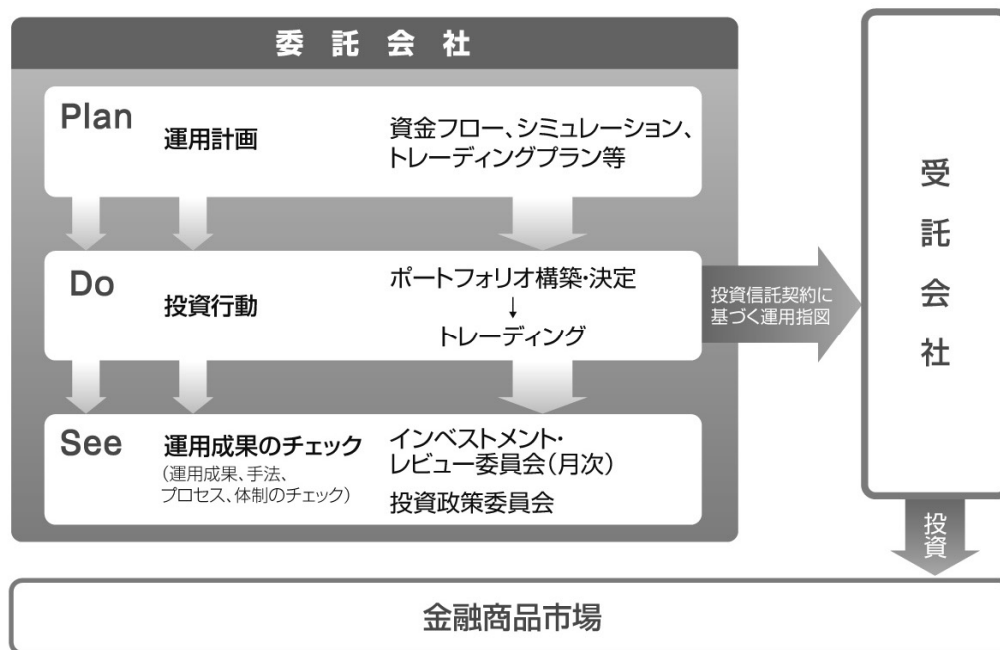 委託会社
Plan
運用計画
資金フロー、シミュレーション、
トレーディングプラン等
Do
投資行動
ポートフォリオ構築・決定
↓
トレーディング
See
運用成果のチェック
(運用成果、手法、
プロセス、体制のチェック)
インベストメント・
レビュー委員会(月次)
投資政策委員会
投資信託契約に
基づく運用指図
受託会社
投資
金融商品市場